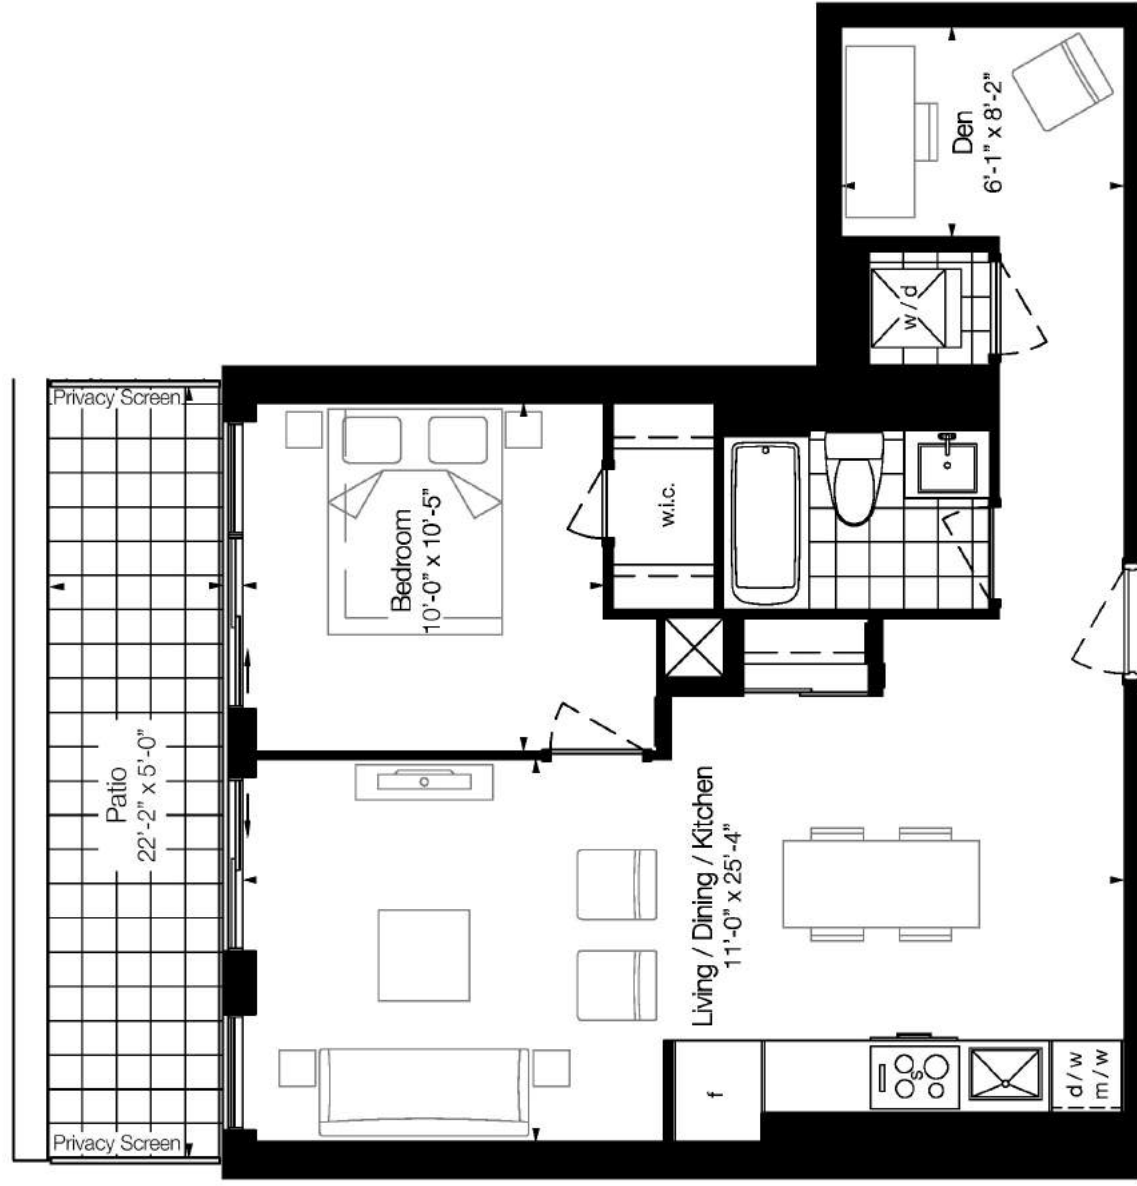 Privacy Screen
Patio
22'-2" x 5'-0"
Privacy Screen
Bedroom
10'-0" x 10'-5"
w.i.c.
w / d
Den
6'-1" x 8'-2"
Living / Dining / Kitchen
11'-0" x 25'-4"
f
s
d / w
m / w